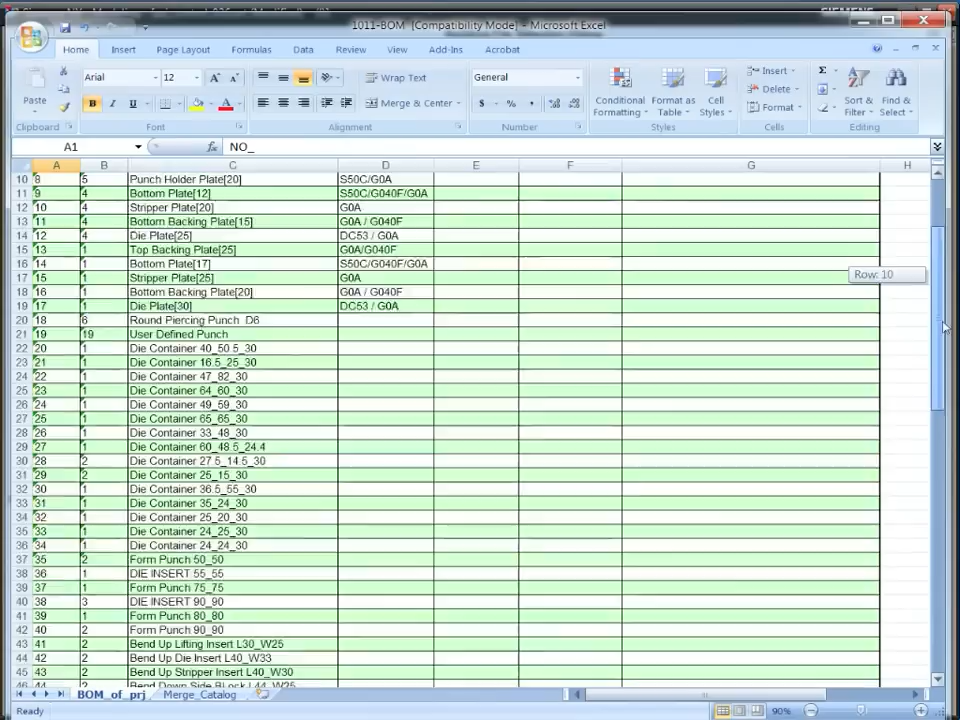 1011-BOM [Compatibility Mode] - Microsoft Excel
SIEMENS
Home Insert Page Layout Formulas Data Review View Add-Ins Acrobat
Paste
Arial 12
Wrap Text
Merge & Center
General
Conditional Formatting
Format as Table
Cell Styles
Insert
Delete
Format
Sort & Filter
Find & Select
Clipboard Font Alignment Number Styles Cells Editing
A1 NO_
A B C D E F G H
10 8 5 Punch Holder Plate[20] S50C/G0A
11 9 4 Bottom Plate[12] S50C/G040F/G0A
12 10 4 Stripper Plate[20] G0A
13 11 4 Bottom Backing Plate[15] G0A / G040F
14 12 4 Die Plate[25] DC53 / G0A
15 13 1 Top Backing Plate[25] G0A/G040F
16 14 1 Bottom Plate[17] S50C/G040F/G0A
17 15 1 Stripper Plate[25] G0A
18 16 1 Bottom Backing Plate[20] G0A / G040F
19 17 1 Die Plate[30] DC53 / G0A
20 18 6 Round Piercing Punch D6
21 19 19 User Defined Punch
22 20 1 Die Container 40_50.5_30
23 21 1 Die Container 16.5_25_30
24 22 1 Die Container 47_82_30
25 23 1 Die Container 64_60_30
26 24 1 Die Container 49_59_30
27 25 1 Die Container 65_65_30
28 26 1 Die Container 33_48_30
29 27 1 Die Container 60_48.5_24.4
30 28 2 Die Container 27.5_14.5_30
31 29 2 Die Container 25_15_30
32 30 1 Die Container 36.5_55_30
33 31 1 Die Container 35_24_30
34 32 1 Die Container 25_20_30
35 33 1 Die Container 24_25_30
36 34 1 Die Container 24_24_30
37 35 2 Form Punch 50_50
38 36 1 DIE INSERT 55_55
39 37 1 Form Punch 75_75
40 38 3 DIE INSERT 90_90
41 39 1 Form Punch 80_80
42 40 2 Form Punch 90_90
43 41 2 Bend Up Lifting Insert L30_W25
44 42 2 Bend Up Die Insert L40_W33
45 43 2 Bend Up Stripper Insert L40_W30
46 44 2 Bend Down Side BLock L44_W25
Row: 10
BOM_of_prj Merge_Catalog
Ready 90%